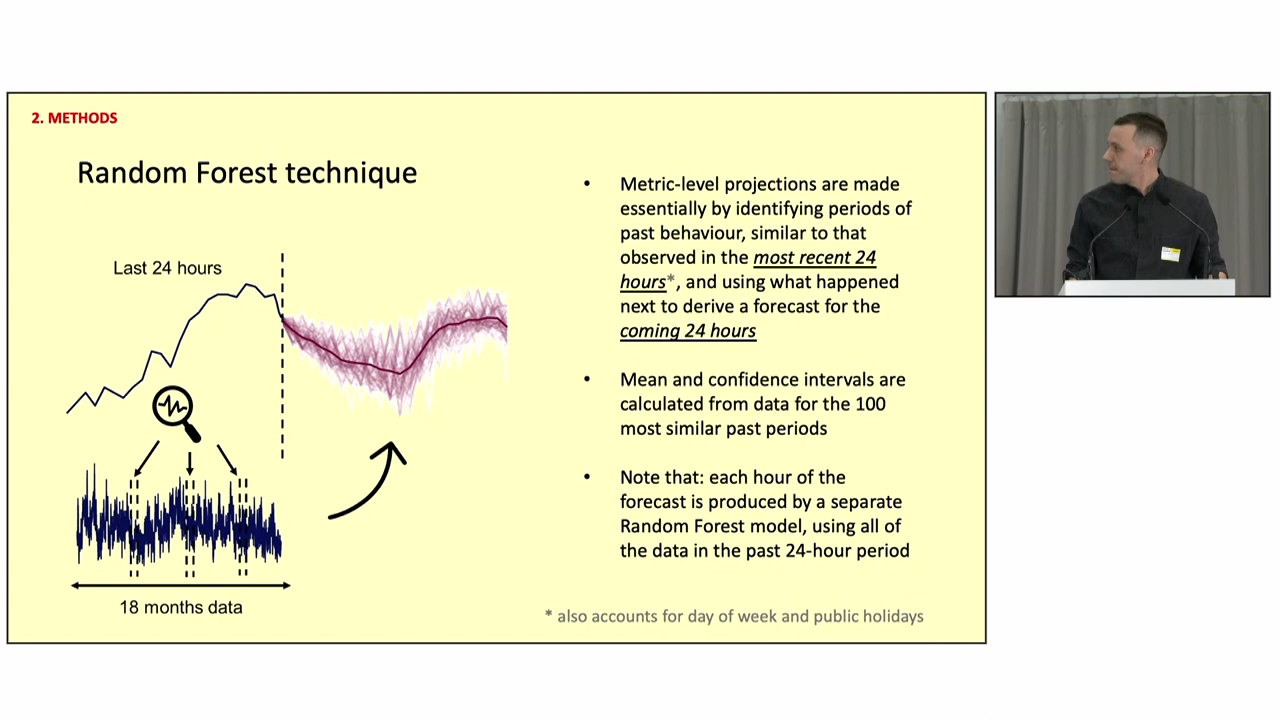 2. METHODS
Random Forest technique
Last 24 hours
18 months data
• Metric-level projections are made
essentially by identifying periods of
past behaviour, similar to that
observed in the most recent 24
hours*, and using what happened
next to derive a forecast for the
coming 24 hours
• Mean and confidence intervals are
calculated from data for the 100
most similar past periods
• Note that: each hour of the
forecast is produced by a separate
Random Forest model, using all of
the data in the past 24-hour period
* also accounts for day of week and public holidays